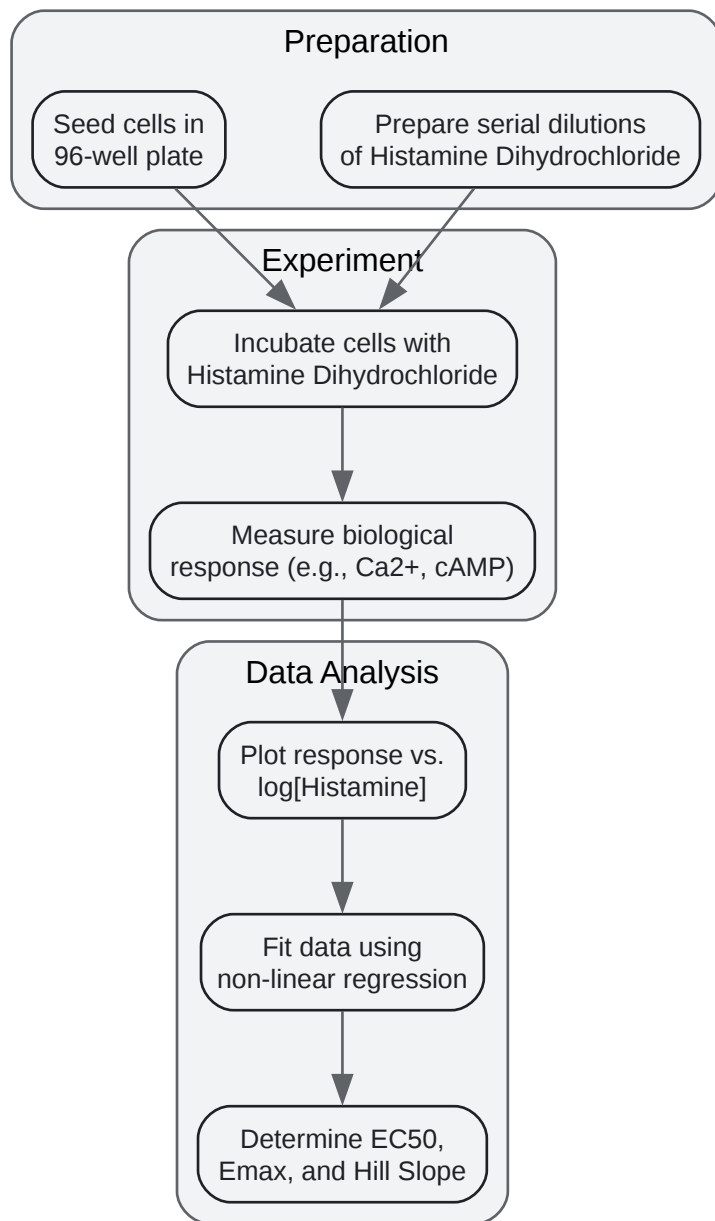 Preparation
Seed cells in
96-well plate
Prepare serial dilutions
of Histamine Dihydrochloride
Experiment
Incubate cells with
Histamine Dihydrochloride
Measure biological
response (e.g., Ca2+, cAMP)
Data Analysis
Plot response vs.
log[Histamine]
Fit data using
non-linear regression
Determine EC50,
Emax, and Hill Slope